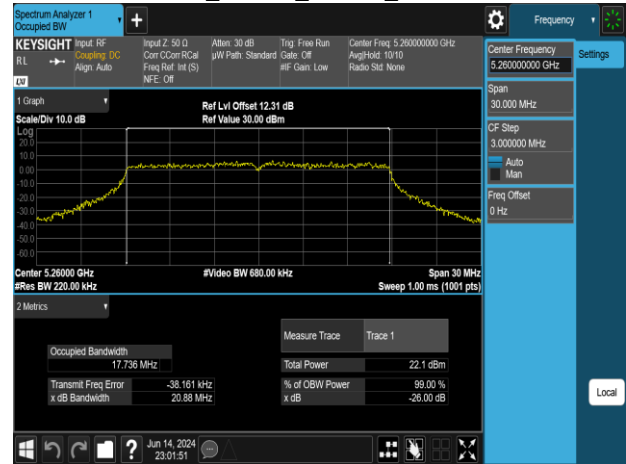 Spectrum Analyzer 1
Occupied BW
Frequency
KEYSIGHT
RL
LXI
Input: RF
Coupling: DC
Align: Auto
Input Z: 50 Ω
Corr CCorr RCal
Freq Ref: Int (S)
NFE: Off
Atten: 30 dB
µW Path: Standard
Trig: Free Run
Gate: Off
#IF Gain: Low
Center Freq: 5.260000000 GHz
Avg|Hold: 10/10
Radio Std: None
Center Frequency
5.260000000 GHz
Settings
Span
30.000 MHz
CF Step
3.000000 MHz
Auto
Man
Freq Offset
0 Hz
Local
1 Graph
Scale/Div 10.0 dB
Ref Lvl Offset 12.31 dB
Ref Value 30.00 dBm
Log
20.0
10.0
0.00
-10.0
-20.0
-30.0
-40.0
-50.0
-60.0
Center 5.26000 GHz
#Res BW 220.00 kHz
#Video BW 680.00 kHz
Span 30 MHz
Sweep 1.00 ms (1001 pts)
2 Metrics
Measure Trace Trace 1
Occupied Bandwidth
17.736 MHz
Total Power 22.1 dBm
Transmit Freq Error -38.161 kHz
% of OBW Power 99.00 %
x dB Bandwidth 20.88 MHz
x dB -26.00 dB
Jun 14, 2024
23:01:51